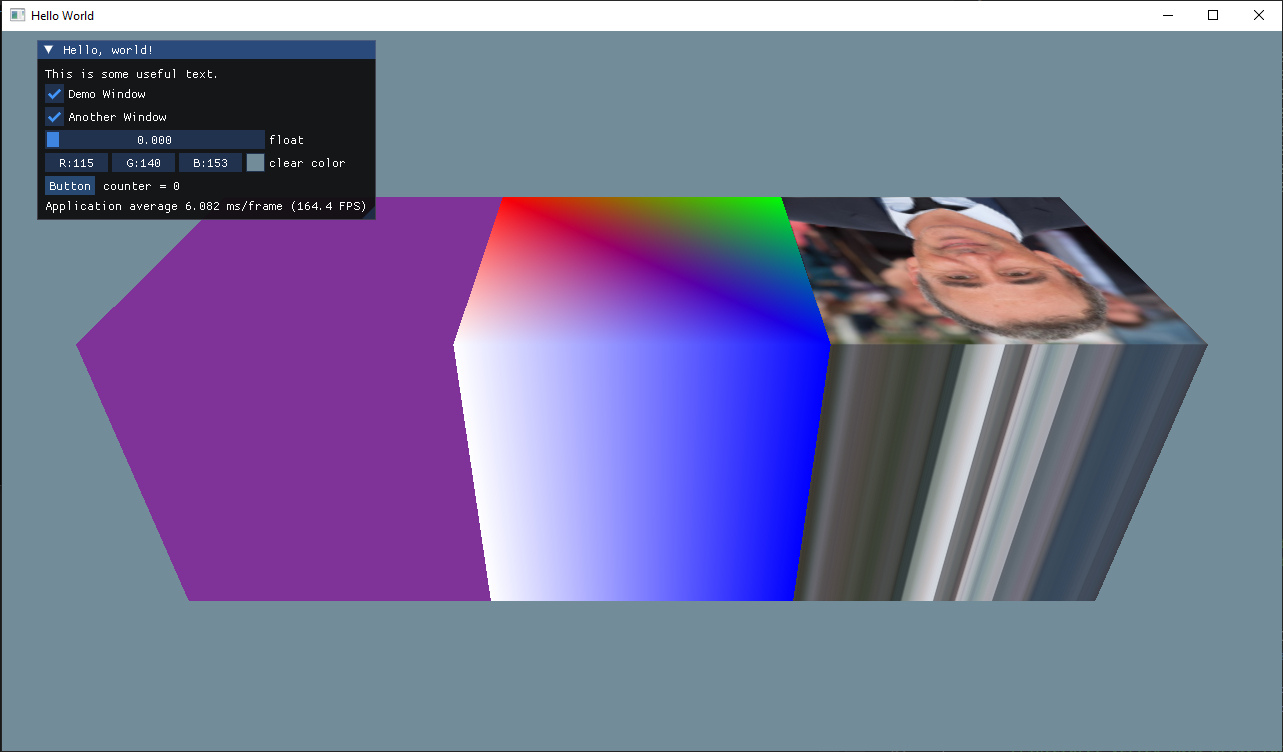 Hello World
Hello, world!
This is some useful text.
Demo Window
Another Window
0.000 float
R:115 G:140 B:153 clear color
Button counter = 0
Application average 6.082 ms/frame (164.4 FPS)